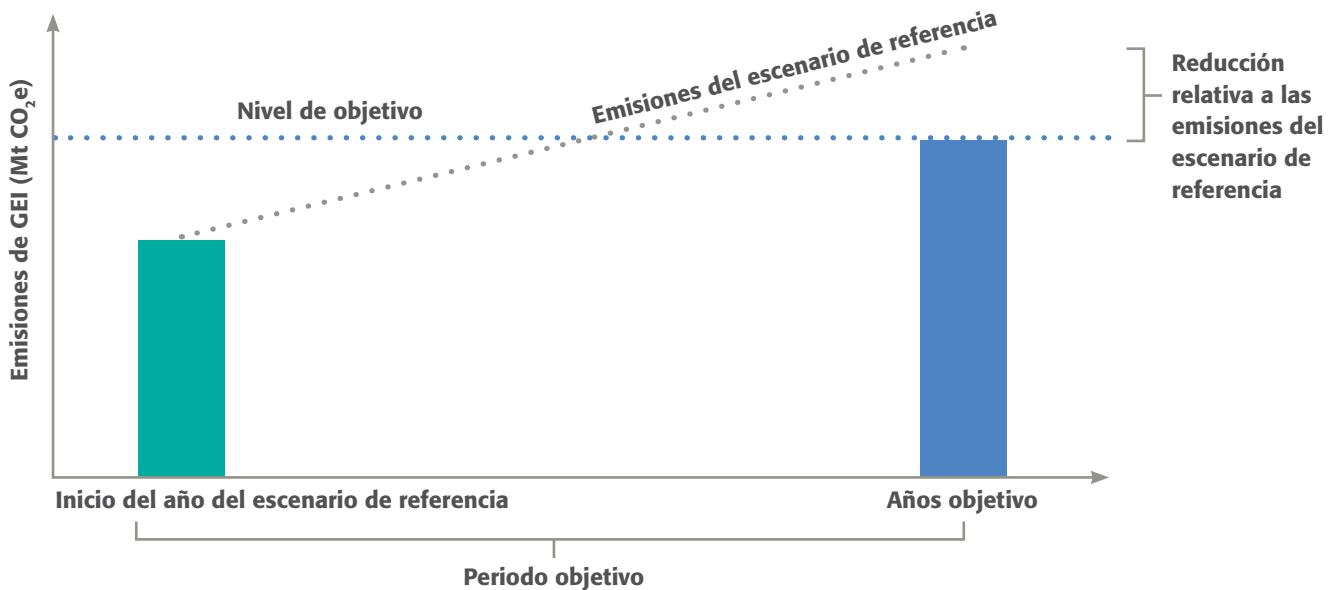 Emisiones de GEI (Mt CO₂e)
Nivel de objetivo
Emisiones del escenario de referencia
Reducción
relativa a las
emisiones del
escenario de
referencia
Inicio del año del escenario de referencia
Años objetivo
Periodo objetivo